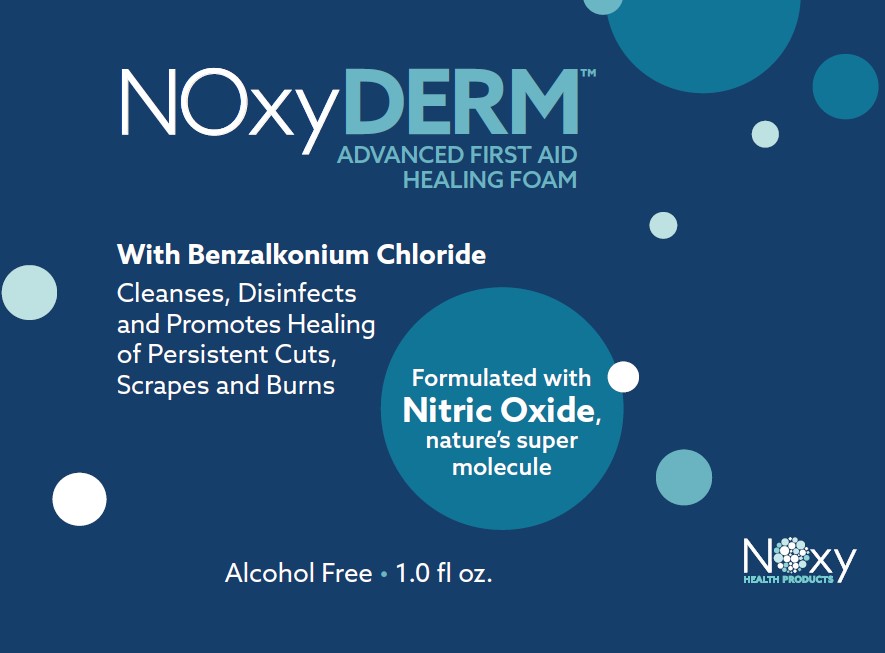 NOxyDERM™
ADVANCED FIRST AID
HEALING FOAM
With Benzalkonium Chloride
Cleanses, Disinfects
and Promotes Healing
of Persistent Cuts,
Scrapes and Burns
Formulated with
Nitric Oxide,
nature's super
molecule
Alcohol Free • 1.0 fl oz.
NOxy
HEALTH PRODUCTS